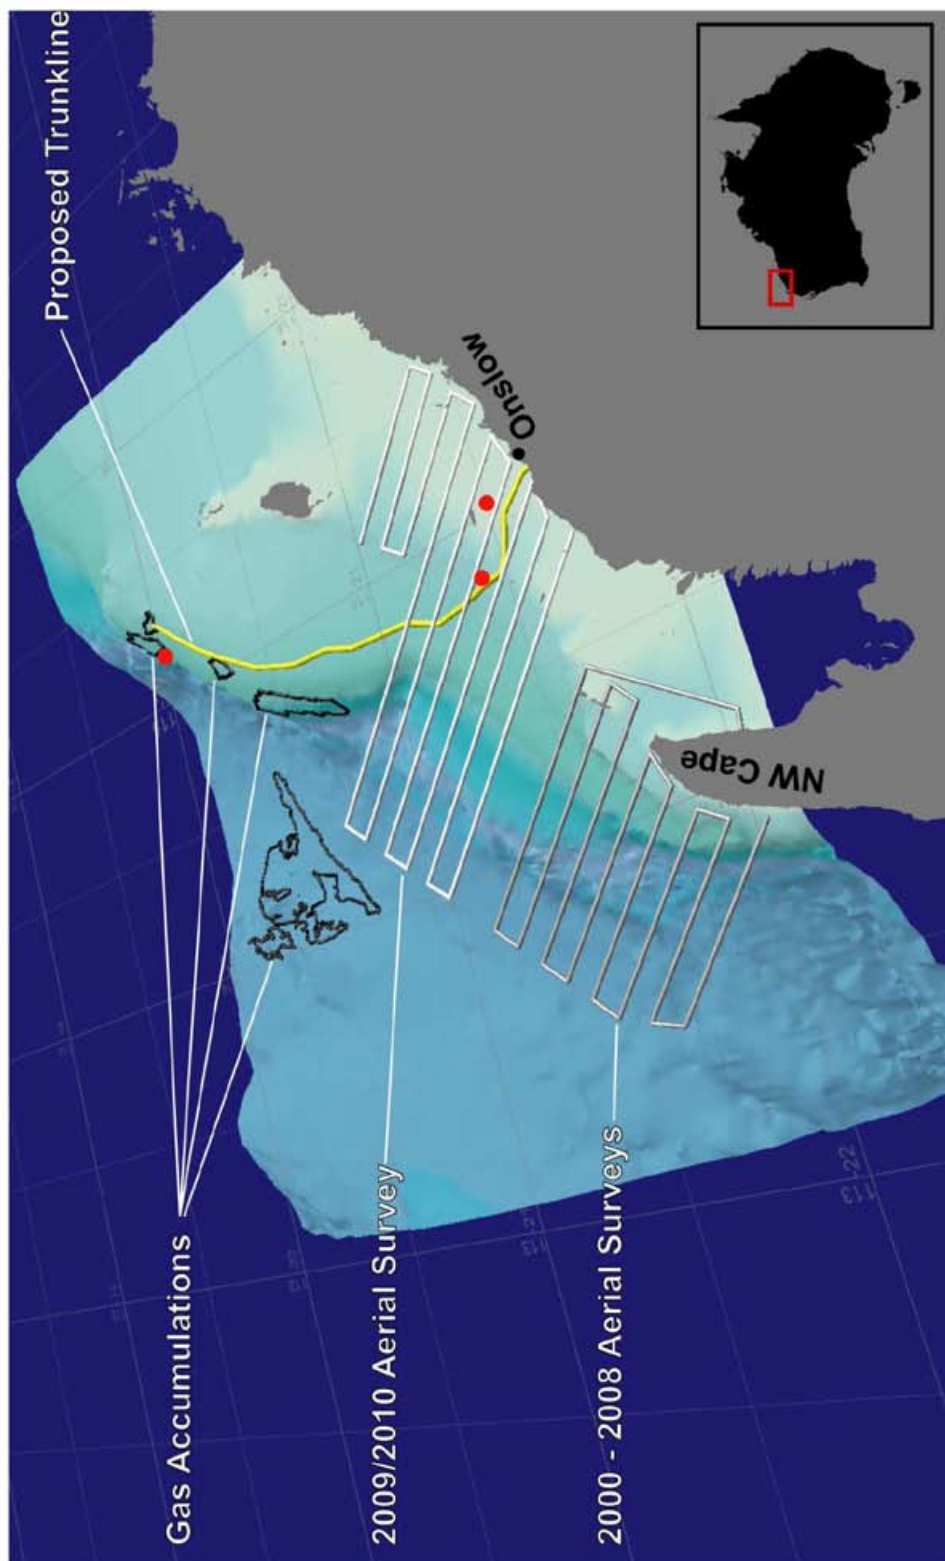 Gas Accumulations
Proposed Trunkline
2009/2010 Aerial Survey
2000 - 2008 Aerial Surveys
Onslow
NW Cape